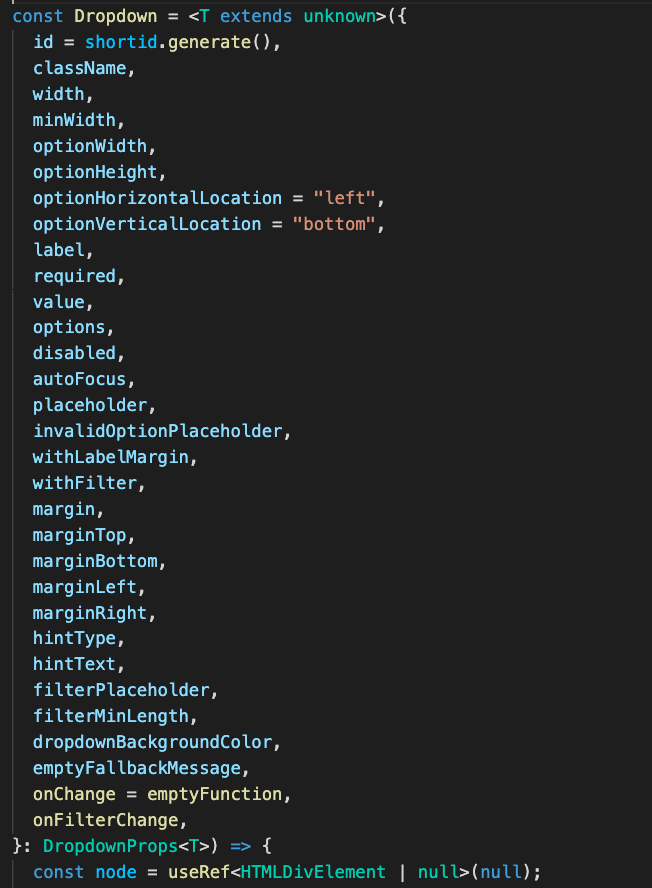 const Dropdown = <T extends unknown>({
id = shortid.generate(),
className,
width,
minWidth,
optionWidth,
optionHeight,
optionHorizontalLocation = "left",
optionVerticalLocation = "bottom",
label,
required,
value,
options,
disabled,
autoFocus,
placeholder,
invalidOptionPlaceholder,
withLabelMargin,
withFilter,
margin,
marginTop,
marginBottom,
marginLeft,
marginRight,
hintType,
hintText,
filterPlaceholder,
filterMinLength,
dropdownBackgroundColor,
emptyFallbackMessage,
onChange = emptyFunction,
onFilterChange,
}: DropdownProps<T>) => {
const node = useRef<HTMLDivElement | null>(null);